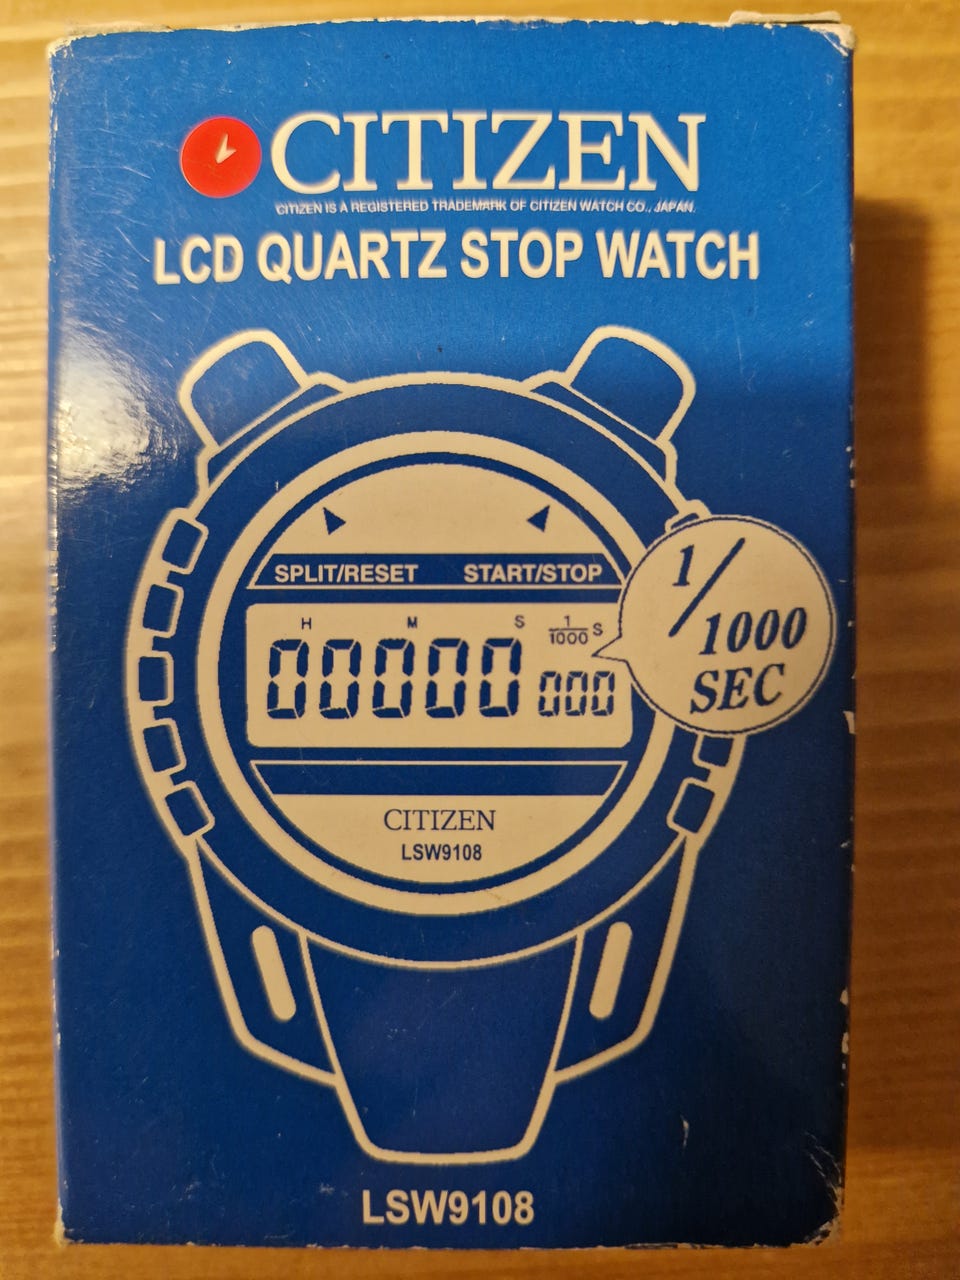 CITIZEN
CITIZEN IS A REGISTERED TRADEMARK OF CITIZEN WATCH CO., JAPAN.
LCD QUARTZ STOP WATCH
SPLIT/RESET START/STOP
H M S 1/1000 S
00000 000
1/1000
SEC
CITIZEN
LSW9108
LSW9108